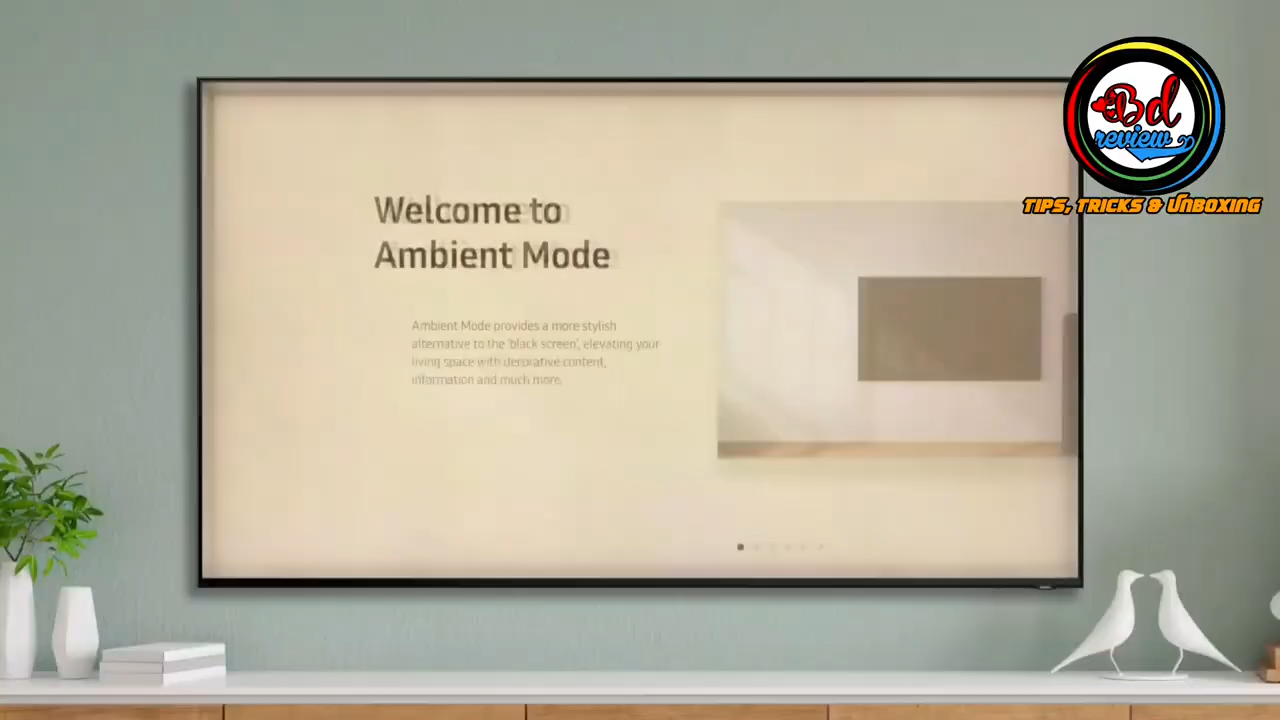 Welcome to
Ambient Mode
Ambient Mode provides a more stylish
alternative to the 'black screen', elevating your
living space with decorative content,
information and much more.
Bd
review
TIPS, TRICKS & UNBOXING